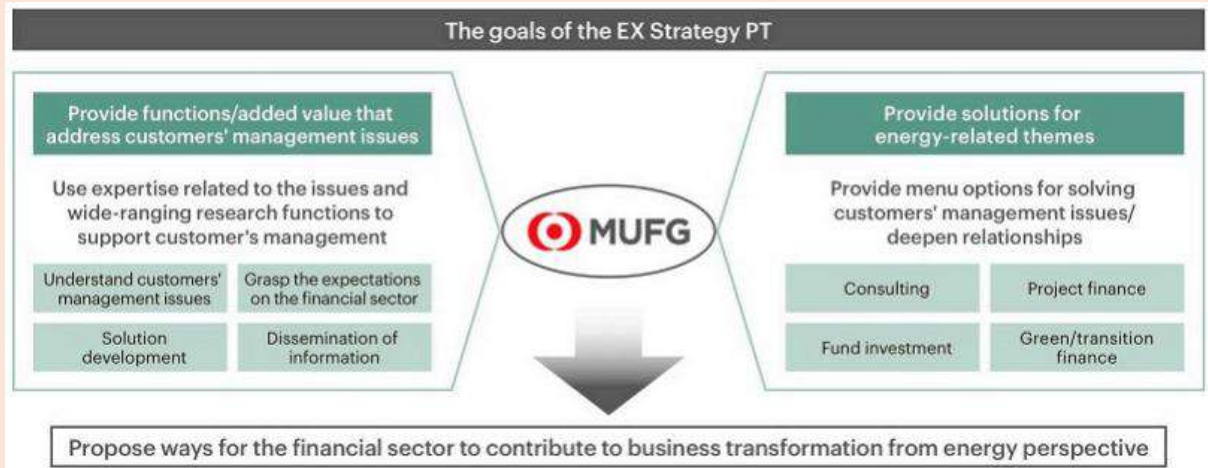 The goals of the EX Strategy PT
Provide functions/added value that
address customers' management issues
Use expertise related to the issues and
wide-ranging research functions to
support customer's management
Understand customers'
management issues
Grasp the expectations
on the financial sector
Solution
development
Dissemination of
information
MUFG
Provide solutions for
energy-related themes
Provide menu options for solving
customers' management issues/
deepen relationships
Consulting
Project finance
Fund investment
Green/transition
finance
Propose ways for the financial sector to contribute to business transformation from energy perspective